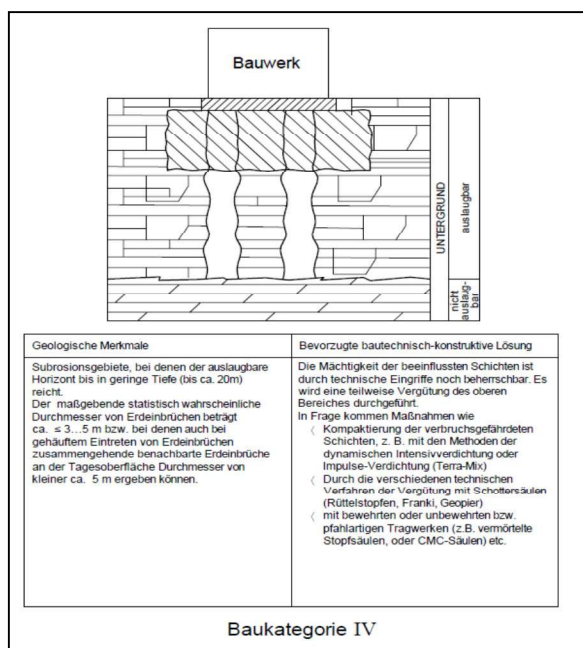 Bauwerk
UNTERGRUND
auslaugbar
nicht
auslaug-
bar
Geologische Merkmale
Subrosionsgebiete, bei denen der auslaugbare
Horizont bis in geringe Tiefe (bis ca. 20m)
reicht.
Der maßgebende statistisch wahrscheinliche
Durchmesser von Erdeinbrüchen beträgt
ca. ≤ 3...5 m bzw. bei denen auch bei
gehäuftem Eintreten von Erdeinbrüchen
zusammengehende benachbarte Erdeinbrüche
an der Tagesoberfläche Durchmesser von
kleiner ca. 5 m ergeben können.
Bevorzugte bautechnisch-konstruktive Lösung
Die Mächtigkeit der beeinflussten Schichten ist
durch technische Eingriffe noch beherrschbar. Es
wird eine teilweise Vergütung des oberen
Bereiches durchgeführt.
In Frage kommen Maßnahmen wie
〈 Kompaktierung der verbruchsgefährdeten
Schichten, z. B. mit den Methoden der
dynamischen Intensivverdichtung oder
Impulse-Verdichtung (Terra-Mix)
〈 Durch die verschiedenen technischen
Verfahren der Vergütung mit Schottersäulen
(Rüttelstopfen, Franki, Geopier)
〈 mit bewehrten oder unbewehrten bzw.
pfahlartigen Tragwerken (z.B. vermörtelte
Stopfsäulen, oder CMC-Säulen) etc.
Baukategorie IV